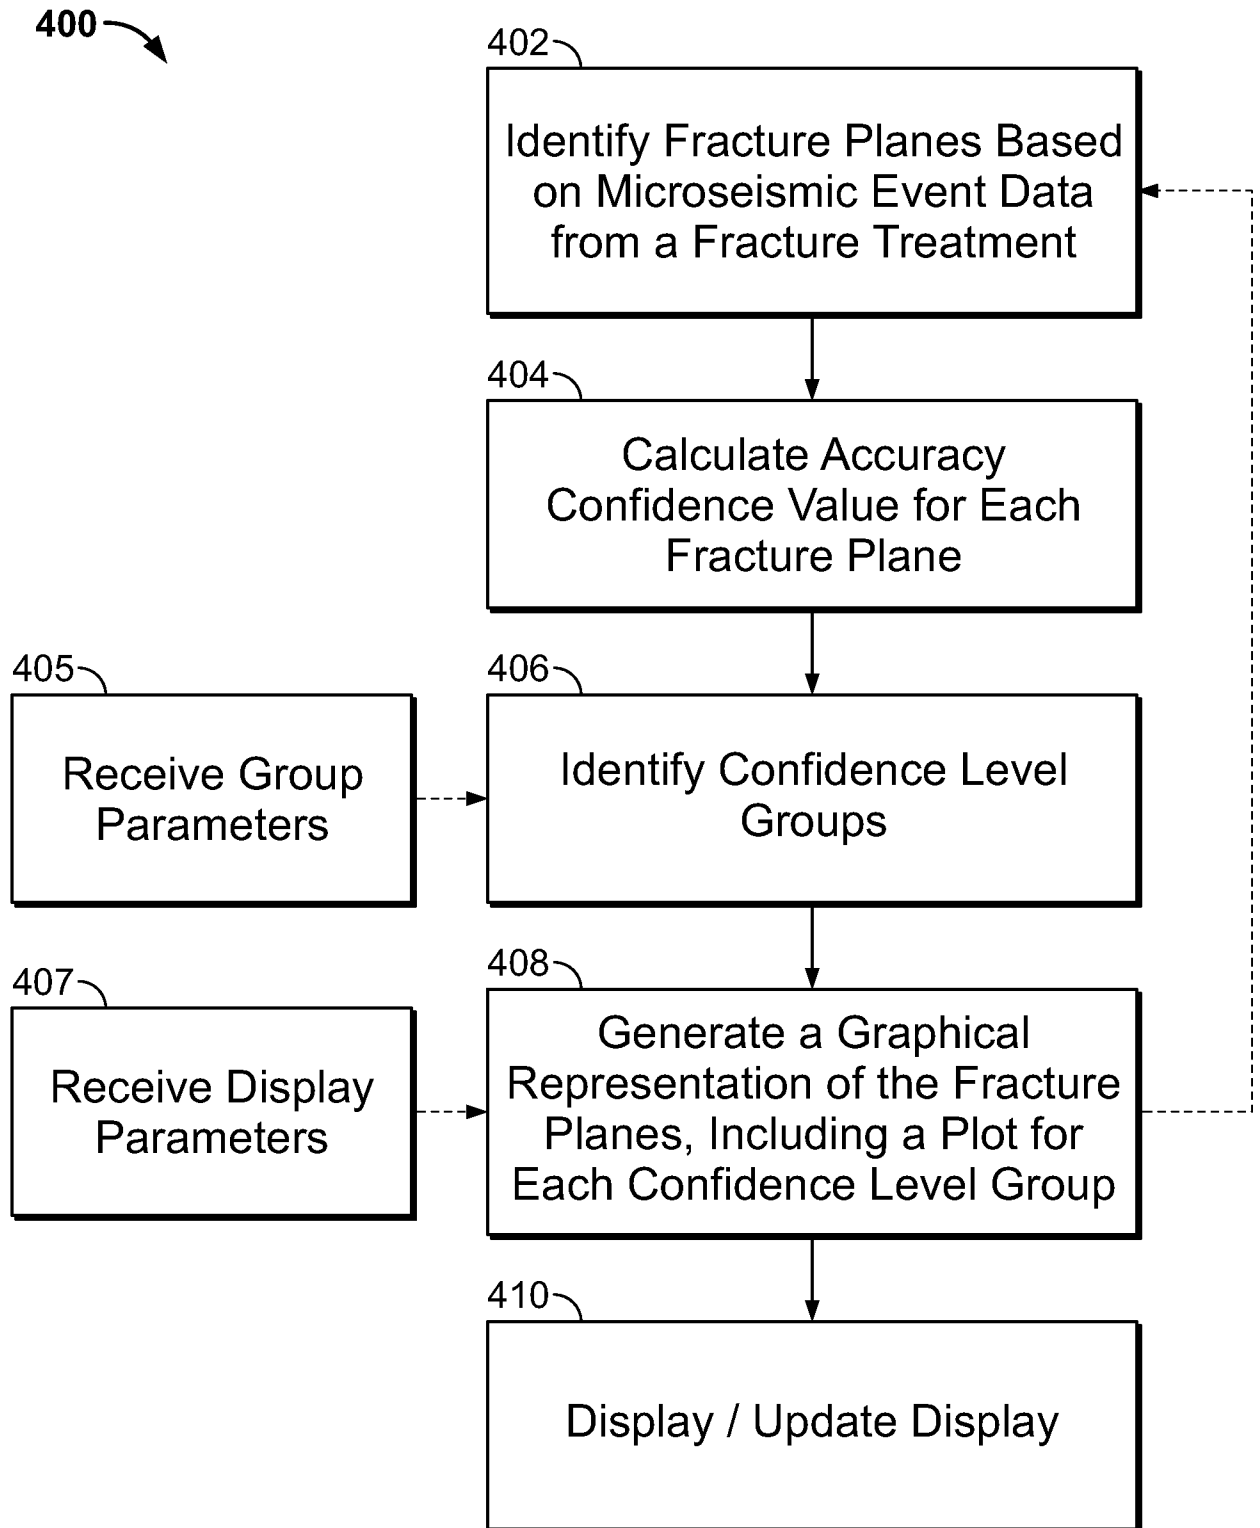 400
402
Identify Fracture Planes Based
on Microseismic Event Data
from a Fracture Treatment
404
Calculate Accuracy
Confidence Value for Each
Fracture Plane
405
Receive Group
Parameters
406
Identify Confidence Level
Groups
407
Receive Display
Parameters
408
Generate a Graphical
Representation of the Fracture
Planes, Including a Plot for
Each Confidence Level Group
410
Display / Update Display